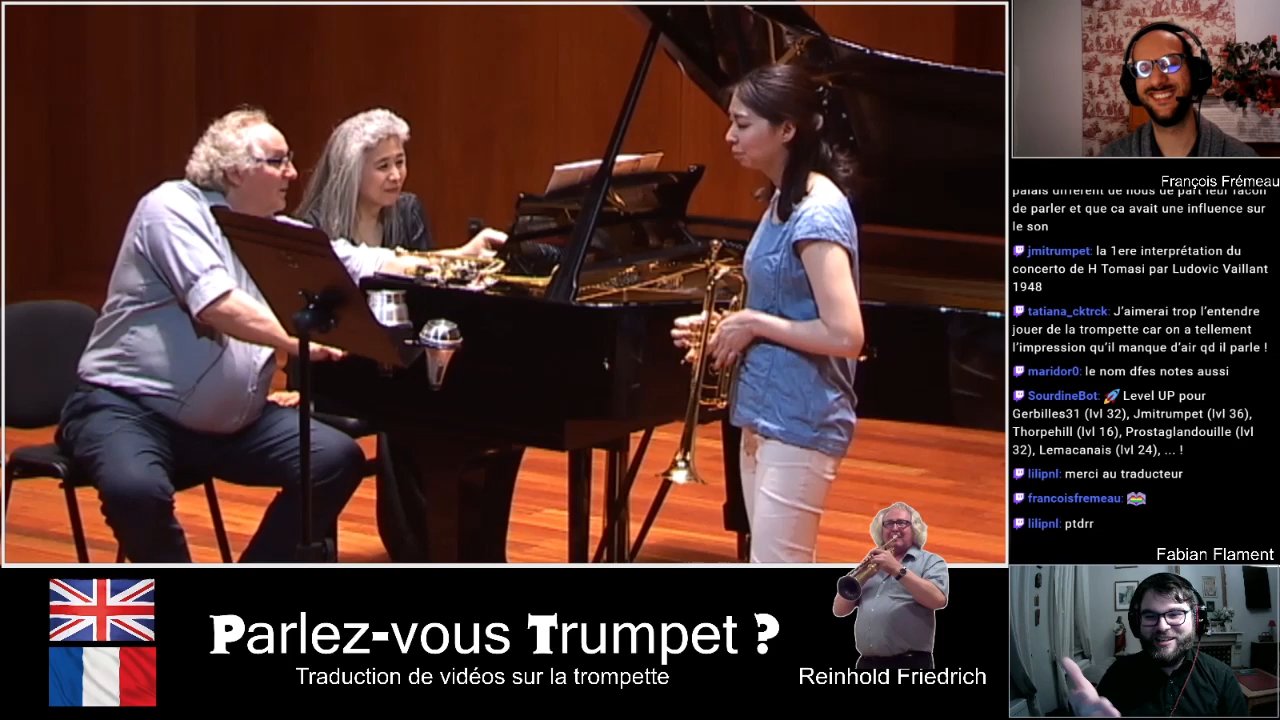 François Frémeau
palais différent de nous de part leur facon
de parler et que ca avait une influence sur
le son
jmitrumpet: la 1ere interprétation du
concerto de H Tomasi par Ludovic Vaillant
1948
tatiana_cktrck: J'aimerai trop l'entendre
jouer de la trompette car on a tellement
l'impression qu'il manque d'air qd il parle !
maridor0: le nom dfes notes aussi
SourdineBot: 🚀 Level UP pour
Gerbilles31 (lvl 32), Jmitrumpet (lvl 36),
Thorpehill (lvl 16), Prostaglandouille (lvl
32), Lemacanais (lvl 24), ... !
lilipnl: merci au traducteur
francoisfremeau:
lilipnl: ptdrr
Fabian Flament
Parlez-vous Trumpet ?
Traduction de vidéos sur la trompette
Reinhold Friedrich